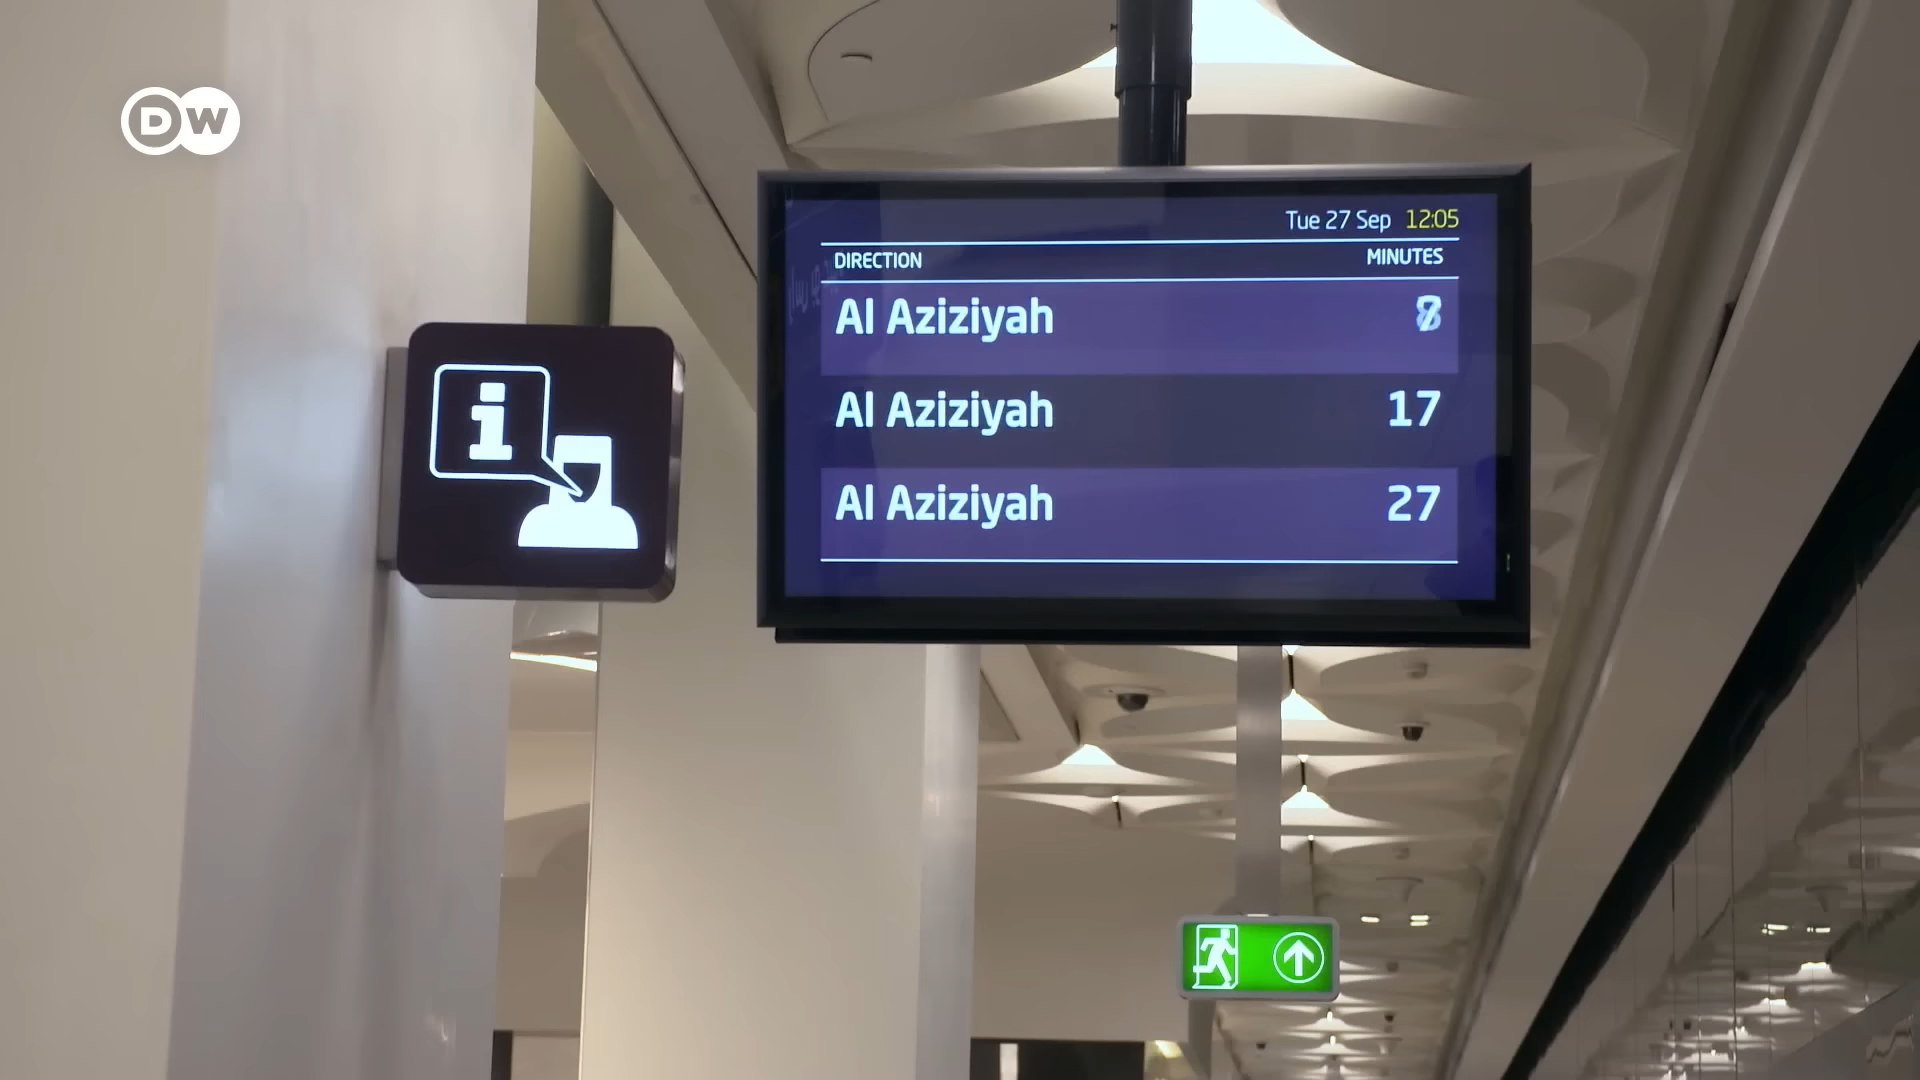 DW
Tue 27 Sep 12:05
DIRECTION MINUTES
Al Aziziyah
Al Aziziyah 17
Al Aziziyah 27
i